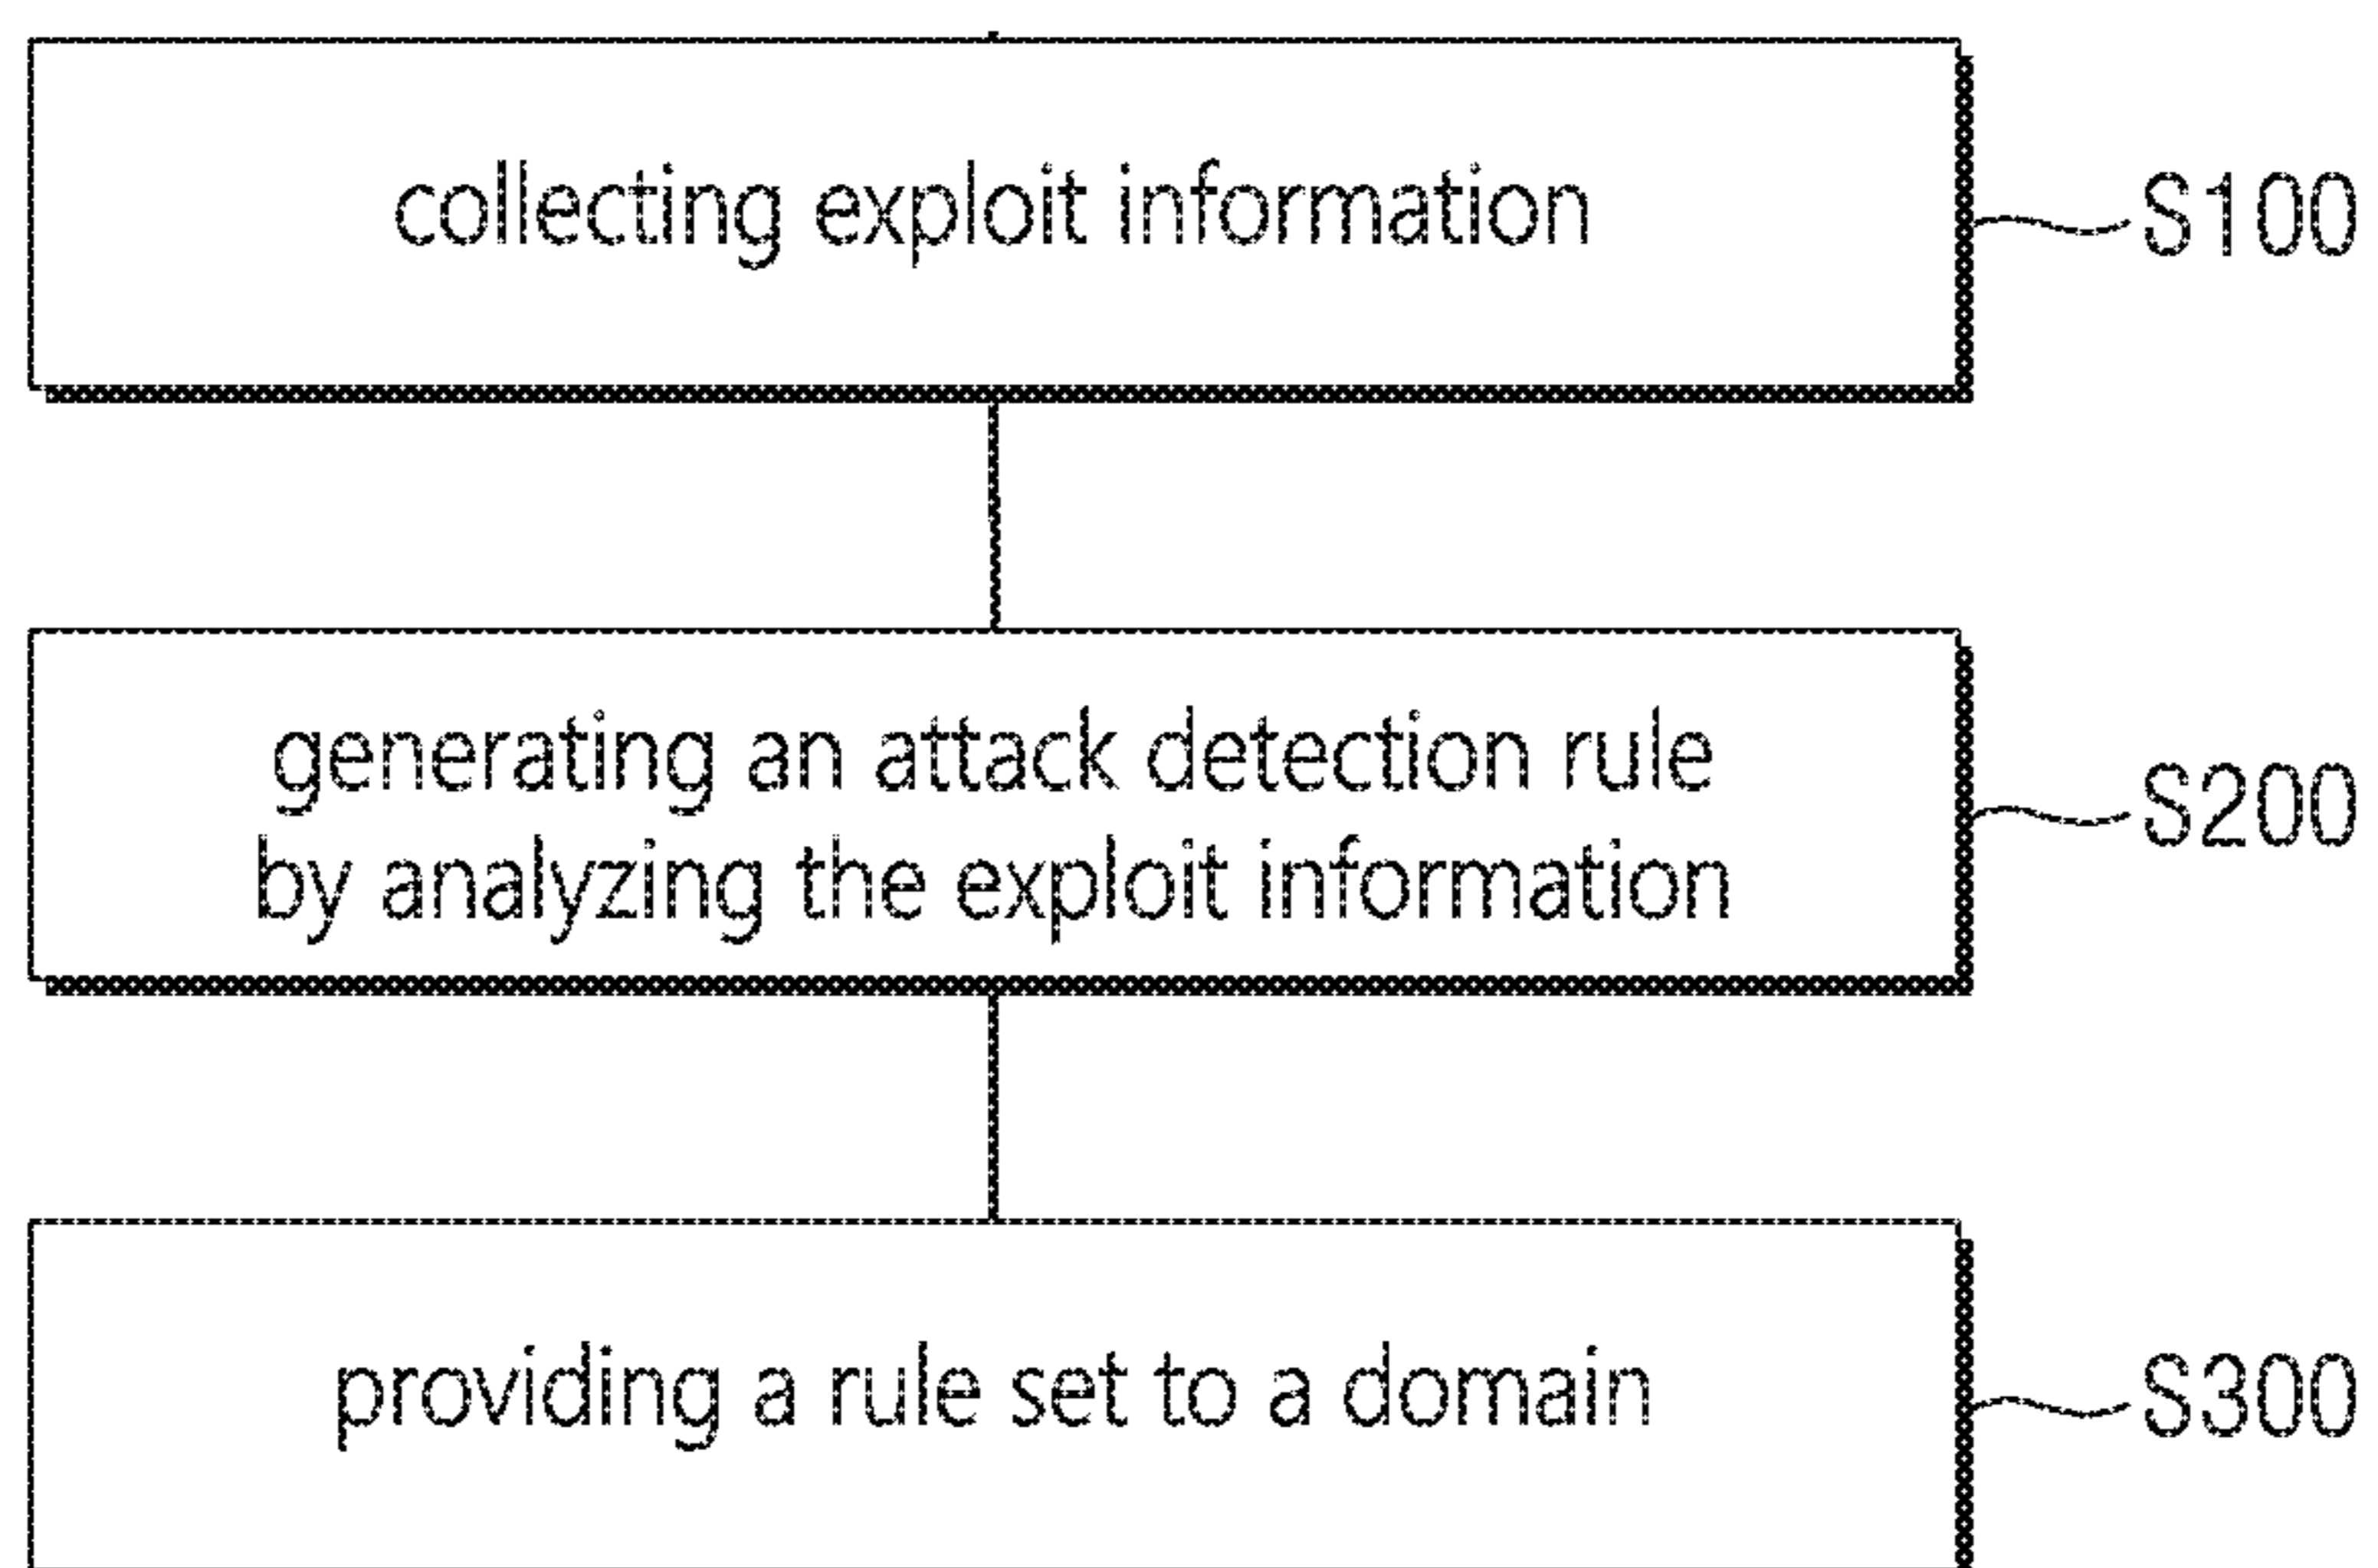 collecting exploit information
S100
generating an attack detection rule
by analyzing the exploit information
S200
providing a rule set to a domain
S300